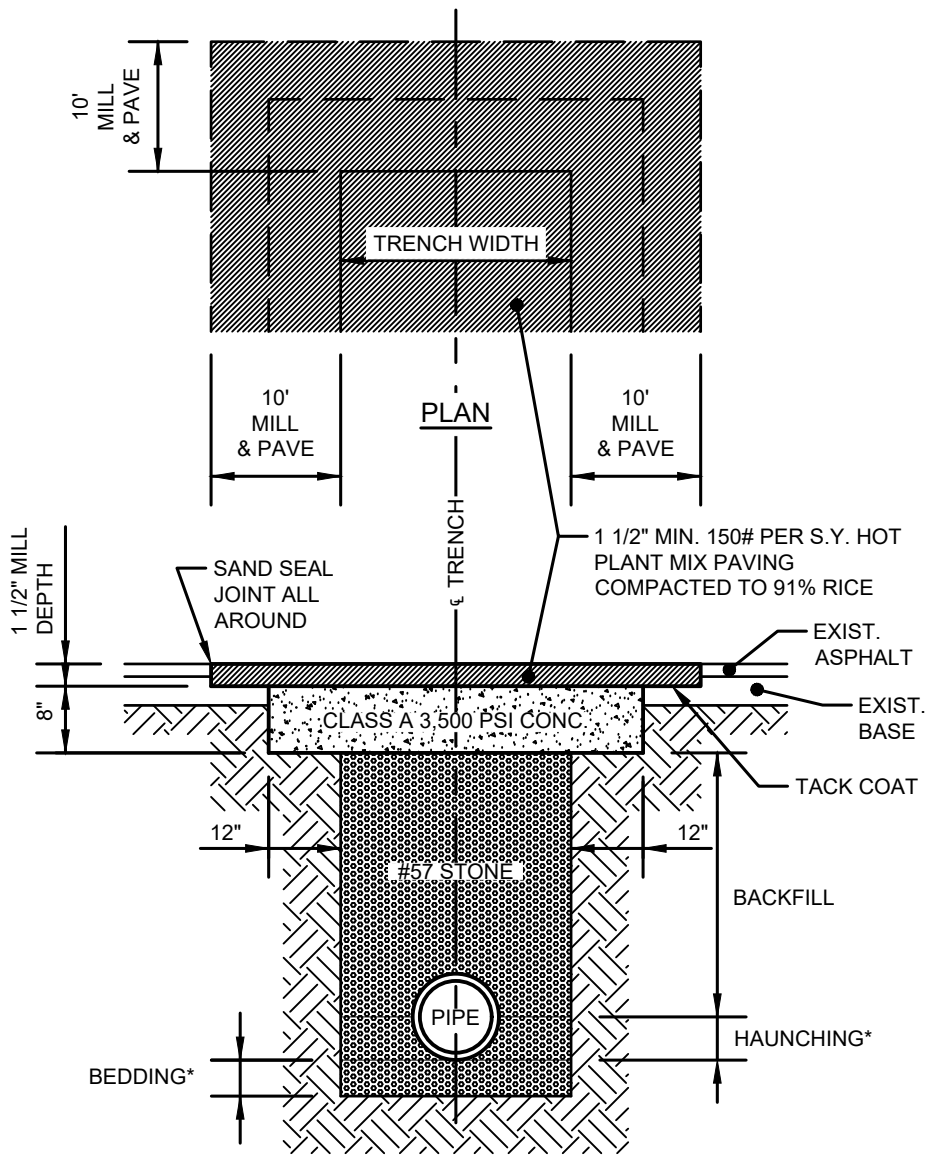 10'
MILL
& PAVE
TRENCH WIDTH
10'
MILL
& PAVE
PLAN
10'
MILL
& PAVE
℄ TRENCH
1 1/2" MIN. 150# PER S.Y. HOT
PLANT MIX PAVING
COMPACTED TO 91% RICE
SAND SEAL
JOINT ALL
AROUND
1 1/2" MILL
DEPTH
EXIST.
ASPHALT
8"
CLASS A 3,500 PSI CONC
EXIST.
BASE
TACK COAT
12"
12"
#57 STONE
BACKFILL
PIPE
HAUNCHING*
BEDDING*